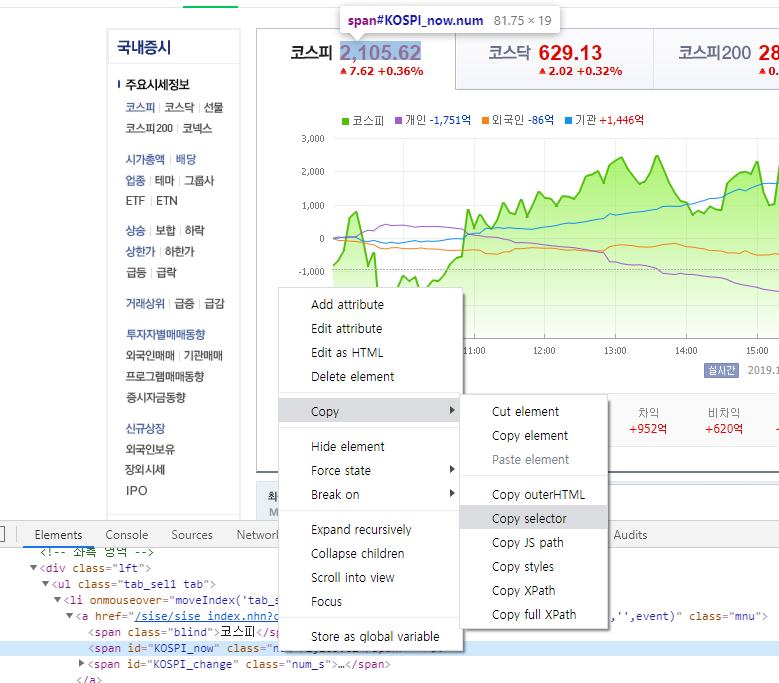 span#KOSPI_now.num 81.75 × 19
국내증시
주요시세정보
코스피 코스닥 선물
코스피200 코넥스
시가총액 배당
업종 테마 그룹사
ETF ETN
상승 보합 하락
상한가 하한가
급등 급락
거래상위 급증 급감
투자자별매매동향
외국인매매 기관매매
프로그램매매동향
증시자금동향
신규상장
외국인보유
장외시세
IPO
코스피 2,105.62
▲7.62 +0.36%
코스닥 629.13
▲2.02 +0.32%
코스피200 28
▲0.
코스피 개인 -1,751억 외국인 -86억 기관 +1,446억
3,000
2,000
1,000
0
-1,000
11:00 12:00 13:00 14:00 15:00
실시간 2019.1
차익 비차익
+952억 +620억
Add attribute
Edit attribute
Edit as HTML
Delete element
Copy
Hide element
Force state
Break on
Expand recursively
Collapse children
Scroll into view
Focus
Store as global variable
Cut element
Copy element
Paste element
Copy outerHTML
Copy selector
Copy JS path
Copy styles
Copy XPath
Copy full XPath
Elements Console Sources Network Audits
<!-- 좌측 영역 -->
▼<div class="lft">
▼<ul class="tab_sel1 tab">
▼<li onmouseover="moveIndex('tab_s
▼<a href="/sise/sise_index.nhn?c ,'',event)" class="mnu">
<span class="blind">코스피</sp
<span id="KOSPI_now" class="num
▶<span id="KOSPI_change" class="num_s">…</span>
</a>